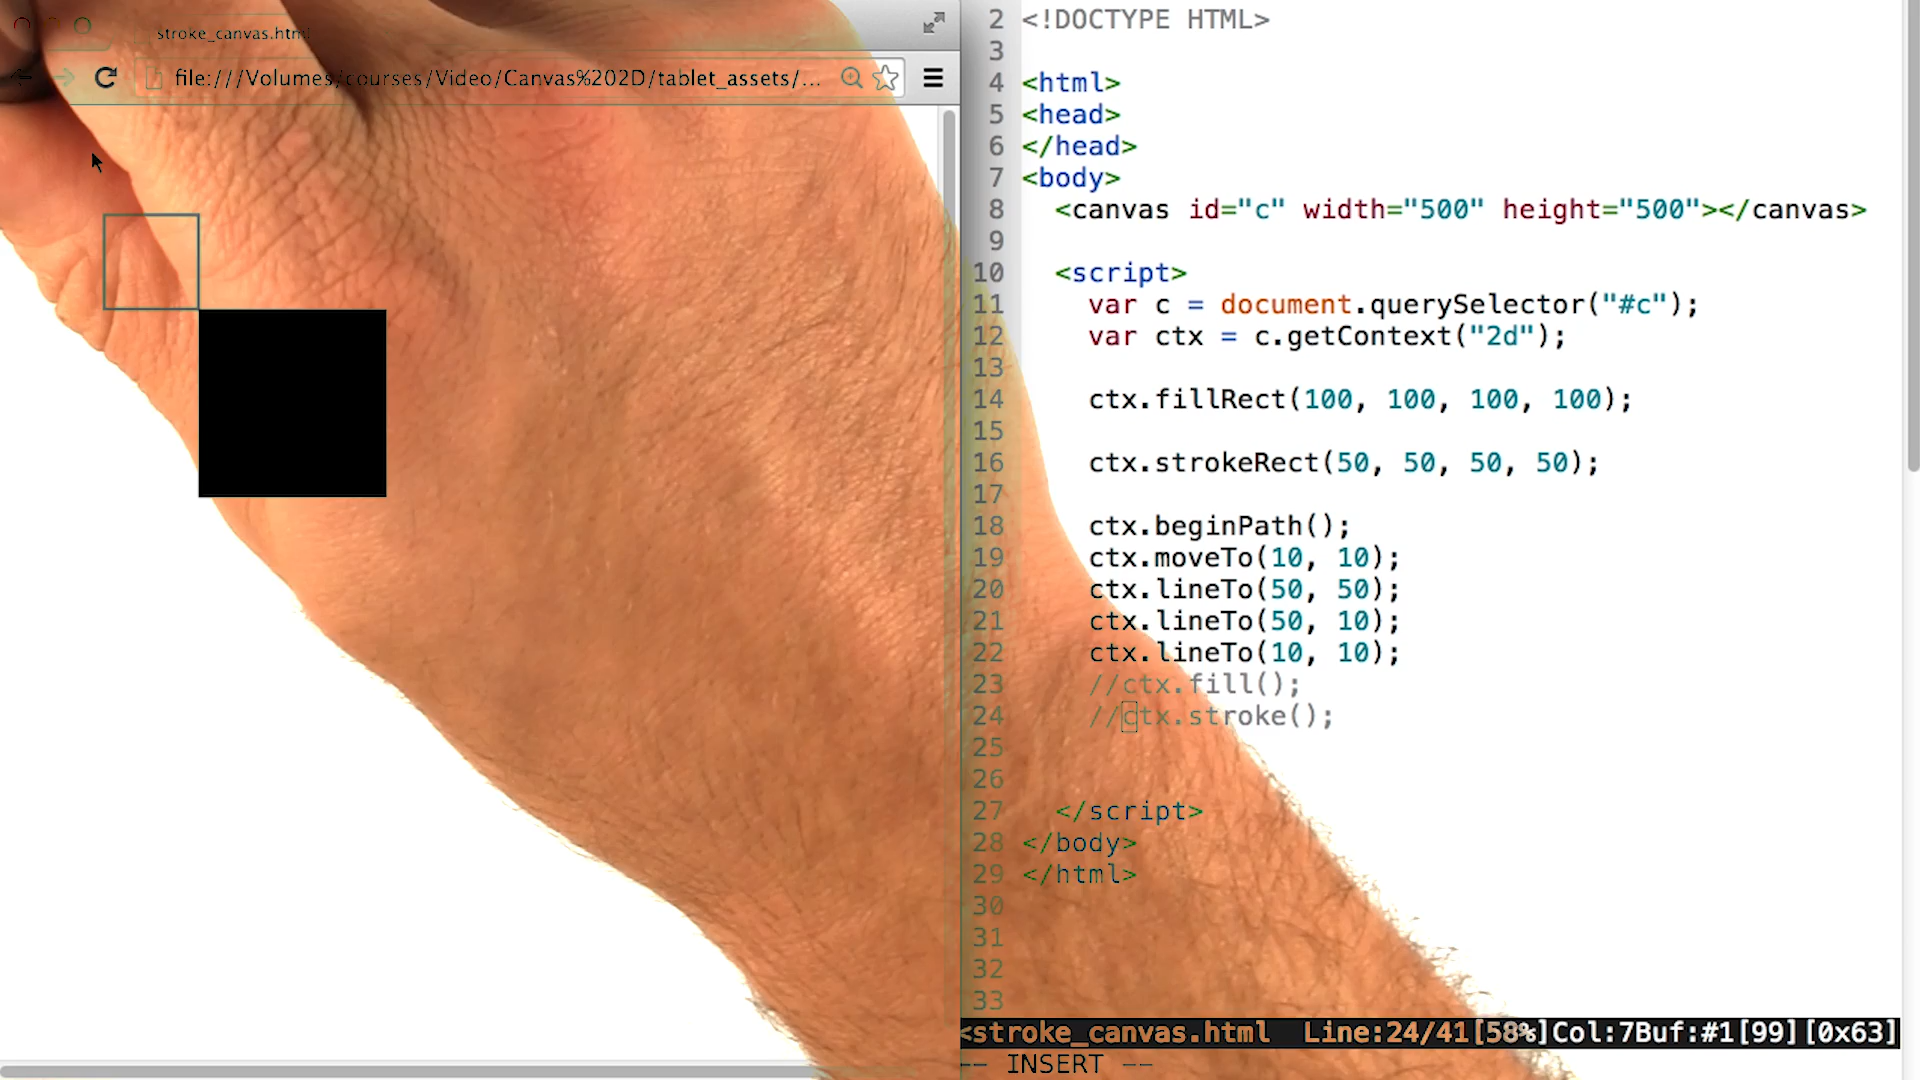 stroke_canvas.html
file:///Volumes/courses/Video/Canvas%202D/tablet_assets/...
2 <!DOCTYPE HTML>
3
4 <html>
5 <head>
6 </head>
7 <body>
8 <canvas id="c" width="500" height="500"></canvas>
9
10 <script>
11 var c = document.querySelector("#c");
12 var ctx = c.getContext("2d");
13
14 ctx.fillRect(100, 100, 100, 100);
15
16 ctx.strokeRect(50, 50, 50, 50);
17
18 ctx.beginPath();
19 ctx.moveTo(10, 10);
20 ctx.lineTo(50, 50);
21 ctx.lineTo(50, 10);
22 ctx.lineTo(10, 10);
23 //ctx.fill();
24 //ctx.stroke();
25
26
27 </script>
28 </body>
29 </html>
30
31
32
33
<stroke_canvas.html Line:24/41[58%]Col:7Buf:#1[99][0x63]
-- INSERT --